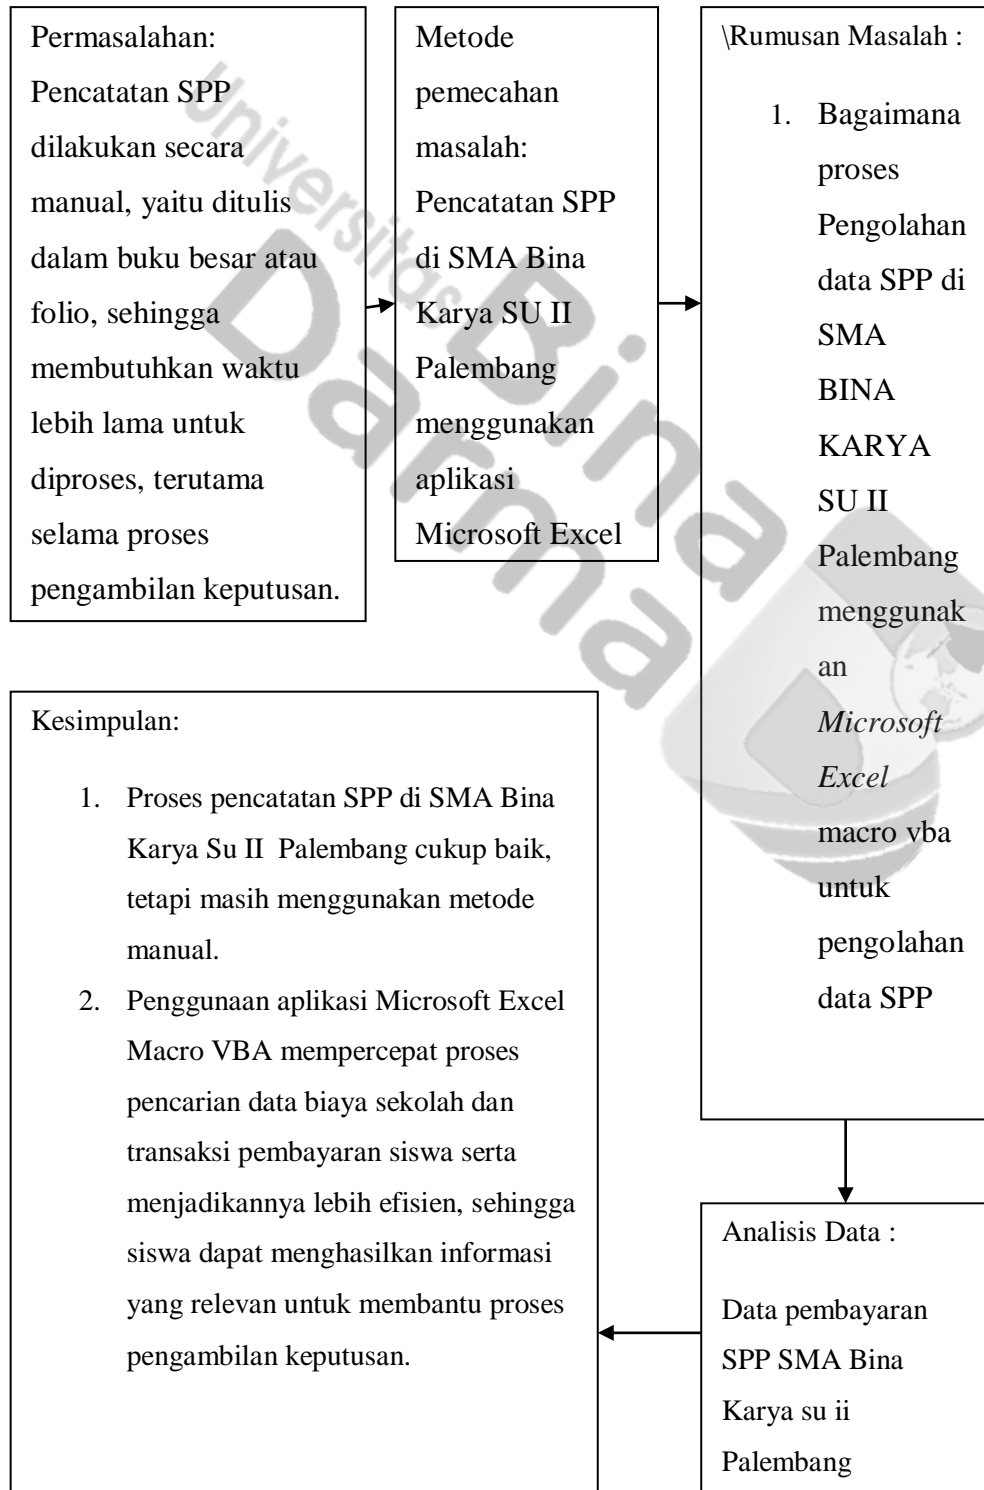 Permasalahan:
Pencatatan SPP
dilakukan secara
manual, yaitu ditulis
dalam buku besar atau
folio, sehingga
membutuhkan waktu
lebih lama untuk
diproses, terutama
selama proses
pengambilan keputusan.
Metode
pemecahan
masalah:
Pencatatan SPP
di SMA Bina
Karya SU II
Palembang
menggunakan
aplikasi
Microsoft Excel
\Rumusan Masalah :
1. Bagaimana
proses
Pengolahan
data SPP di
SMA
BINA
KARYA
SU II
Palembang
menggunak
an
Microsoft
Excel
macro vba
untuk
pengolahan
data SPP
Analisis Data :
Data pembayaran
SPP SMA Bina
Karya su ii
Palembang
Kesimpulan:
1. Proses pencatatan SPP di SMA Bina
Karya Su II  Palembang cukup baik,
tetapi masih menggunakan metode
manual.
2. Penggunaan aplikasi Microsoft Excel
Macro VBA mempercepat proses
pencarian data biaya sekolah dan
transaksi pembayaran siswa serta
menjadikannya lebih efisien, sehingga
siswa dapat menghasilkan informasi
yang relevan untuk membantu proses
pengambilan keputusan.
Universitas
Bina
Darma